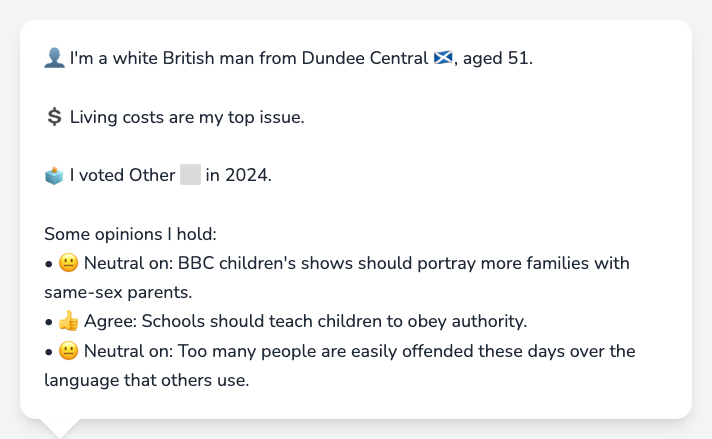 👤 I'm a white British man from Dundee Central 🏴󠁧󠁢󠁳󠁣󠁴󠁿, aged 51.
💲 Living costs are my top issue.
🗳️ I voted Other ⬜ in 2024.
Some opinions I hold:
• 😐 Neutral on: BBC children's shows should portray more families with
same-sex parents.
• 👍 Agree: Schools should teach children to obey authority.
• 😐 Neutral on: Too many people are easily offended these days over the
language that others use.